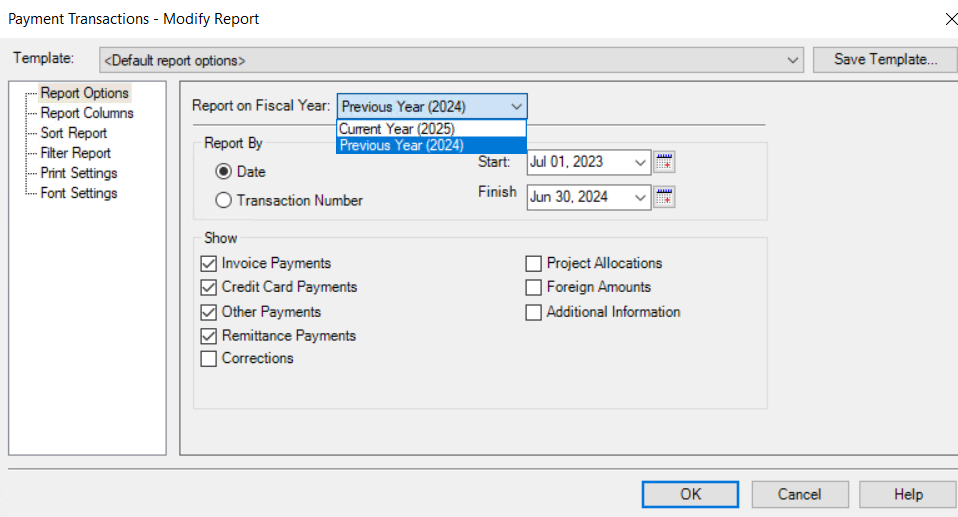 Payment Transactions - Modify Report
Template:
<Default report options>
Save Template...
Report Options
Report Columns
Sort Report
Filter Report
Print Settings
Font Settings
Report on Fiscal Year:
Previous Year (2024)
Current Year (2025)
Previous Year (2024)
Report By
Date
Transaction Number
Start:
Jul 01, 2023
Finish
Jun 30, 2024
Show
Invoice Payments
Credit Card Payments
Other Payments
Remittance Payments
Corrections
Project Allocations
Foreign Amounts
Additional Information
OK
Cancel
Help